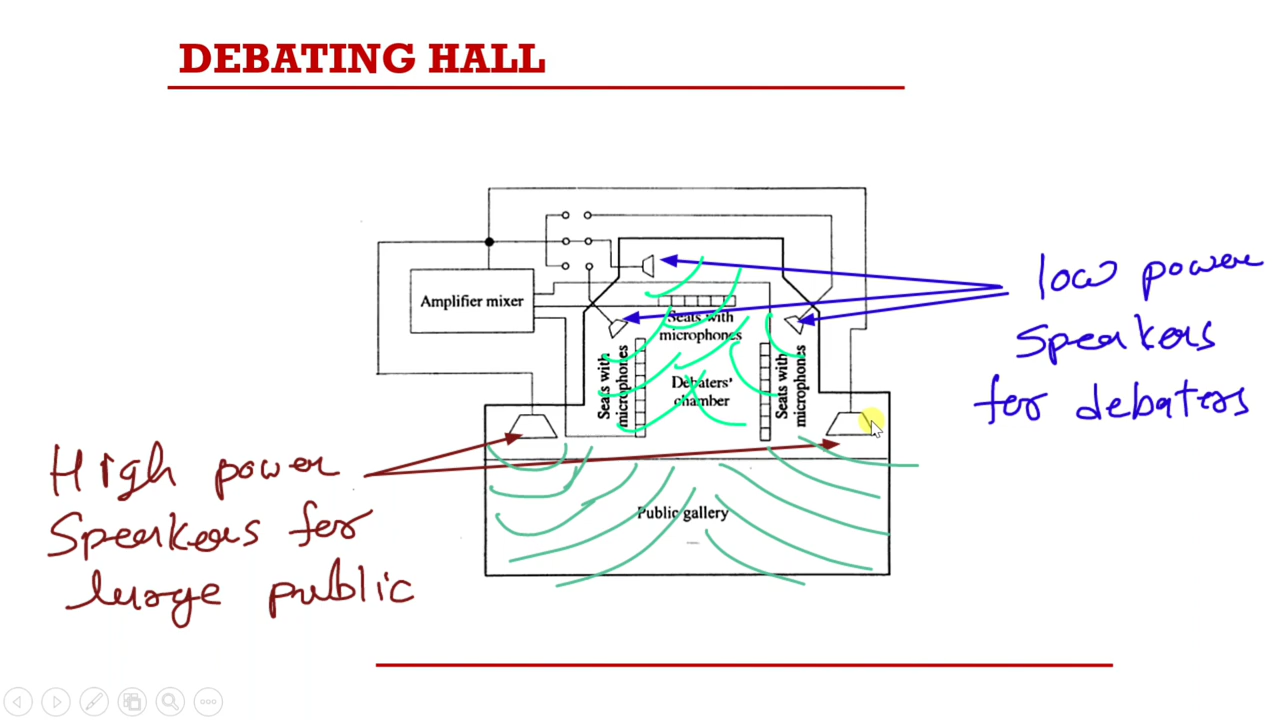 DEBATING HALL
Amplifier mixer
Seats with
microphones
Seats with
microphones
Debaters'
chamber
Seats with
microphones
Public gallery
low power
speakers
for debaters
High power
Speakers for
large public